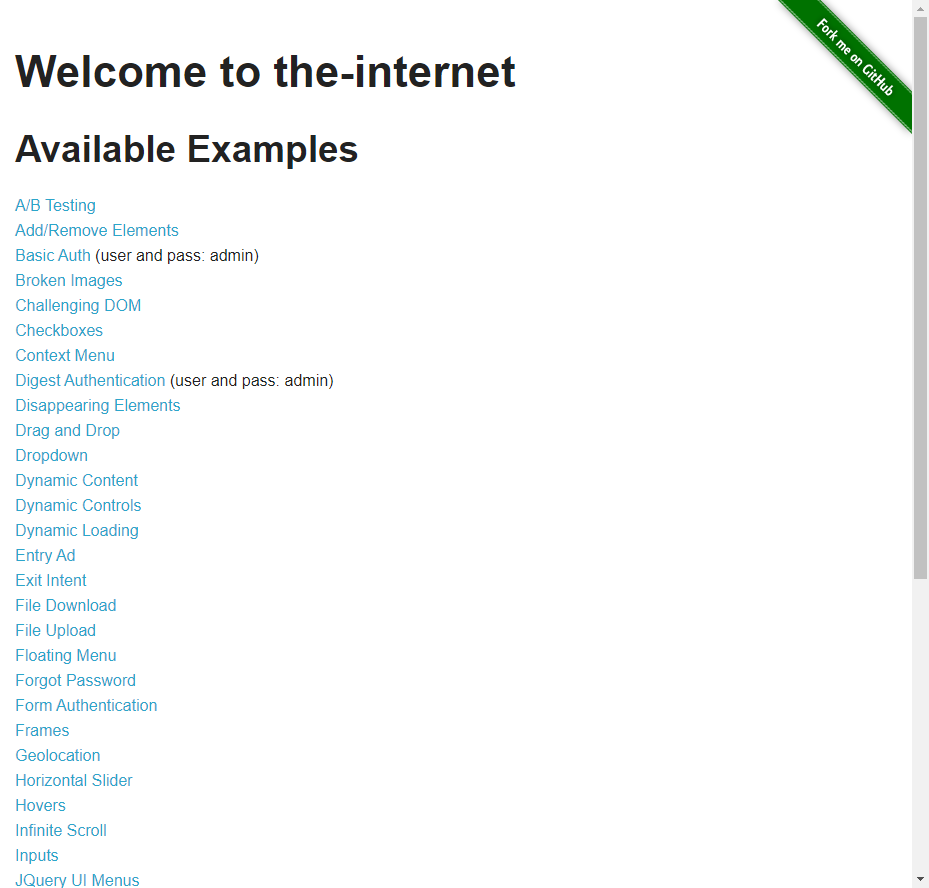 Fork me on GitHub
Welcome to the-internet
Available Examples
A/B Testing
Add/Remove Elements
Basic Auth (user and pass: admin)
Broken Images
Challenging DOM
Checkboxes
Context Menu
Digest Authentication (user and pass: admin)
Disappearing Elements
Drag and Drop
Dropdown
Dynamic Content
Dynamic Controls
Dynamic Loading
Entry Ad
Exit Intent
File Download
File Upload
Floating Menu
Forgot Password
Form Authentication
Frames
Geolocation
Horizontal Slider
Hovers
Infinite Scroll
Inputs
JQuery UI Menus